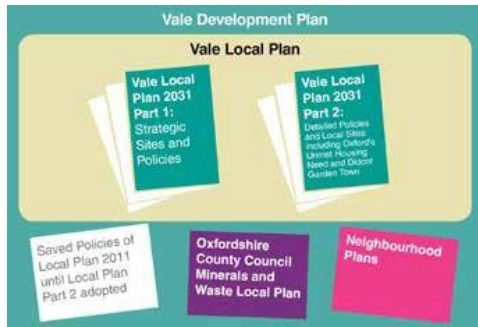 Vale Development Plan
Vale Local Plan
Vale Local
Plan 2031
Part 1:
Strategic
Sites and
Policies
Vale Local
Plan 2031
Part 2:
Detailed Policies
and Local Sites
including Oxford's
Unmet Housing
Need and Didcot
Garden Town
Saved Policies of
Local Plan 2011
until Local Plan
Part 2 adopted
Oxfordshire
County Council
Minerals and
Waste Local Plan
Neighbourhood
Plans